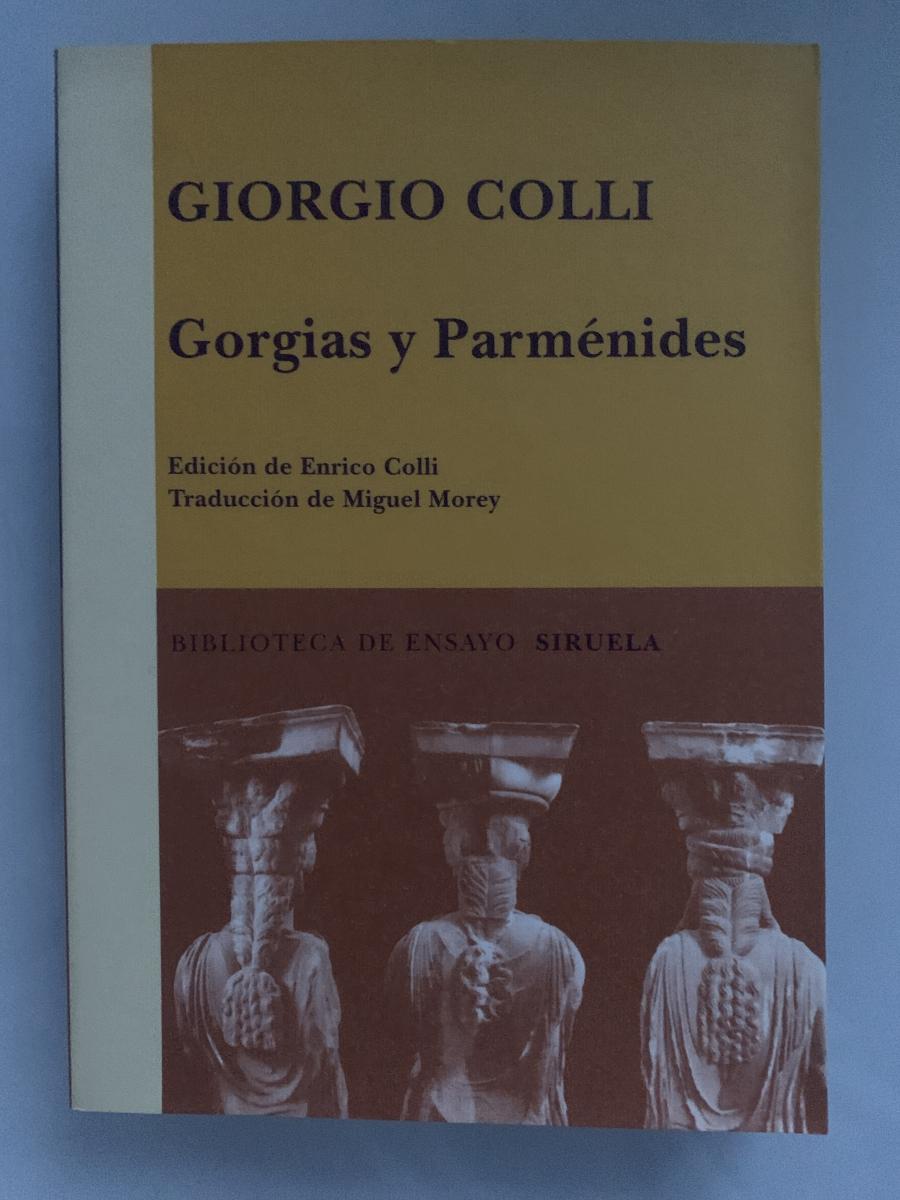 GIORGIO COLLI
Gorgias y Parménides
Edición de Enrico Colli
Traducción de Miguel Morey
BIBLIOTECA DE ENSAYO SIRUELA